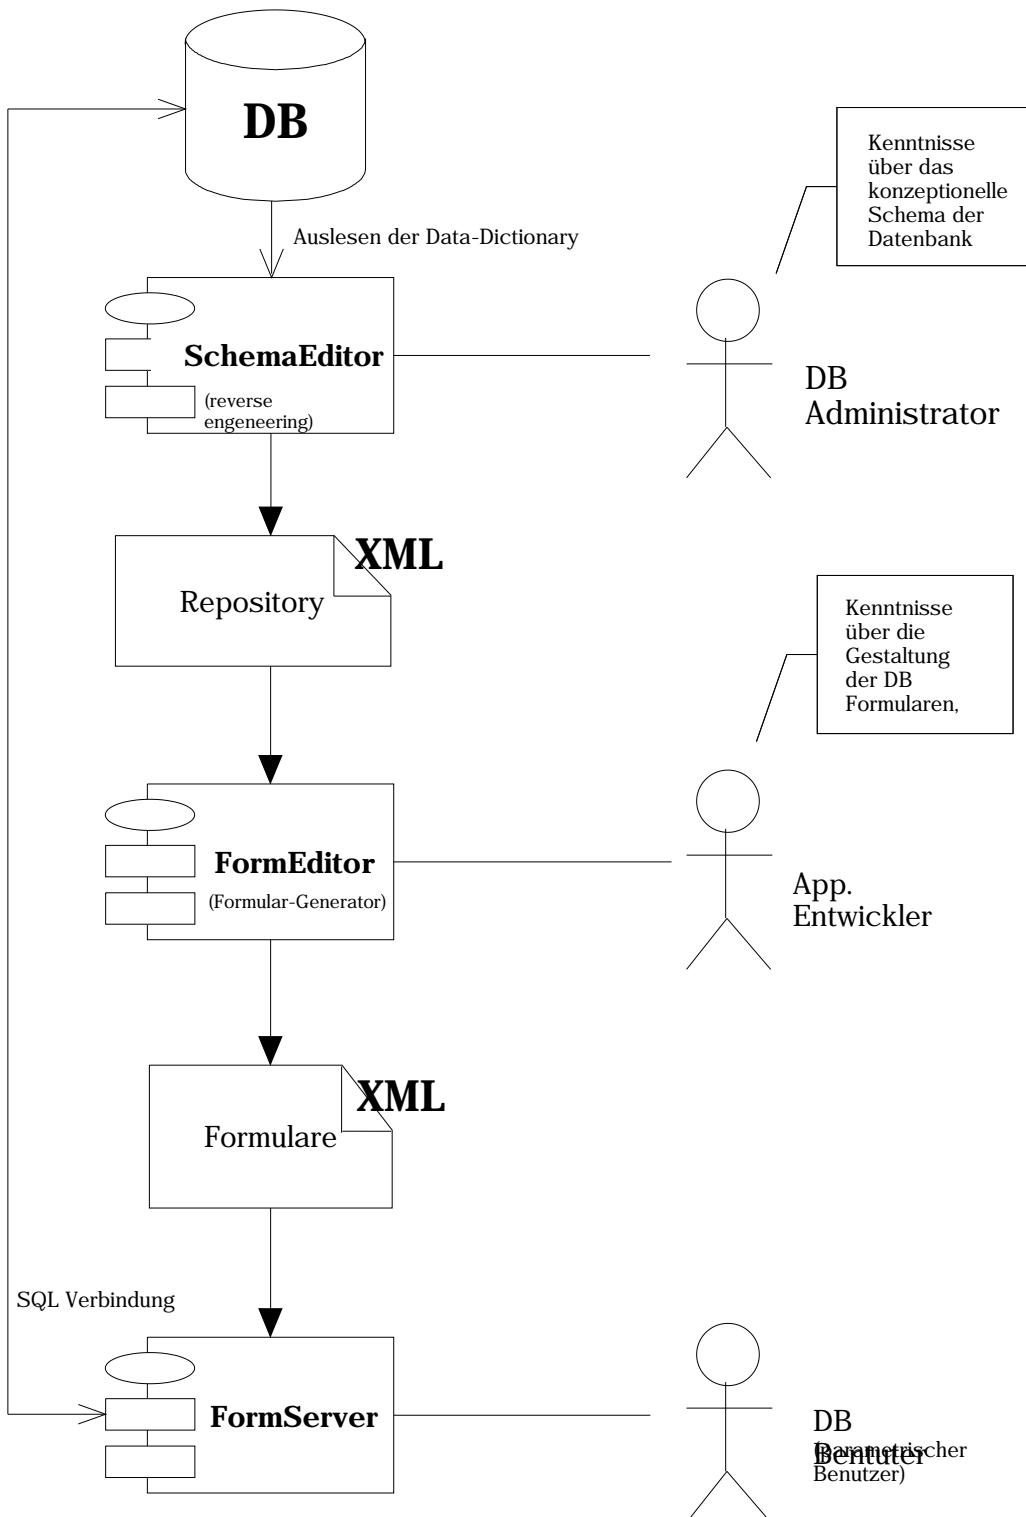 DB
Kenntnisse
über das
konzeptionelle
Schema der
Datenbank
Auslesen der Data-Dictionary
SchemaEditor
(reverse
engeneering)
DB
Administrator
XML
Repository
Kenntnisse
über die
Gestaltung
der DB
Formularen,
FormEditor
(Formular-Generator)
App.
Entwickler
XML
Formulare
SQL Verbindung
FormServer
DB
(parametrischer
Benutzer)